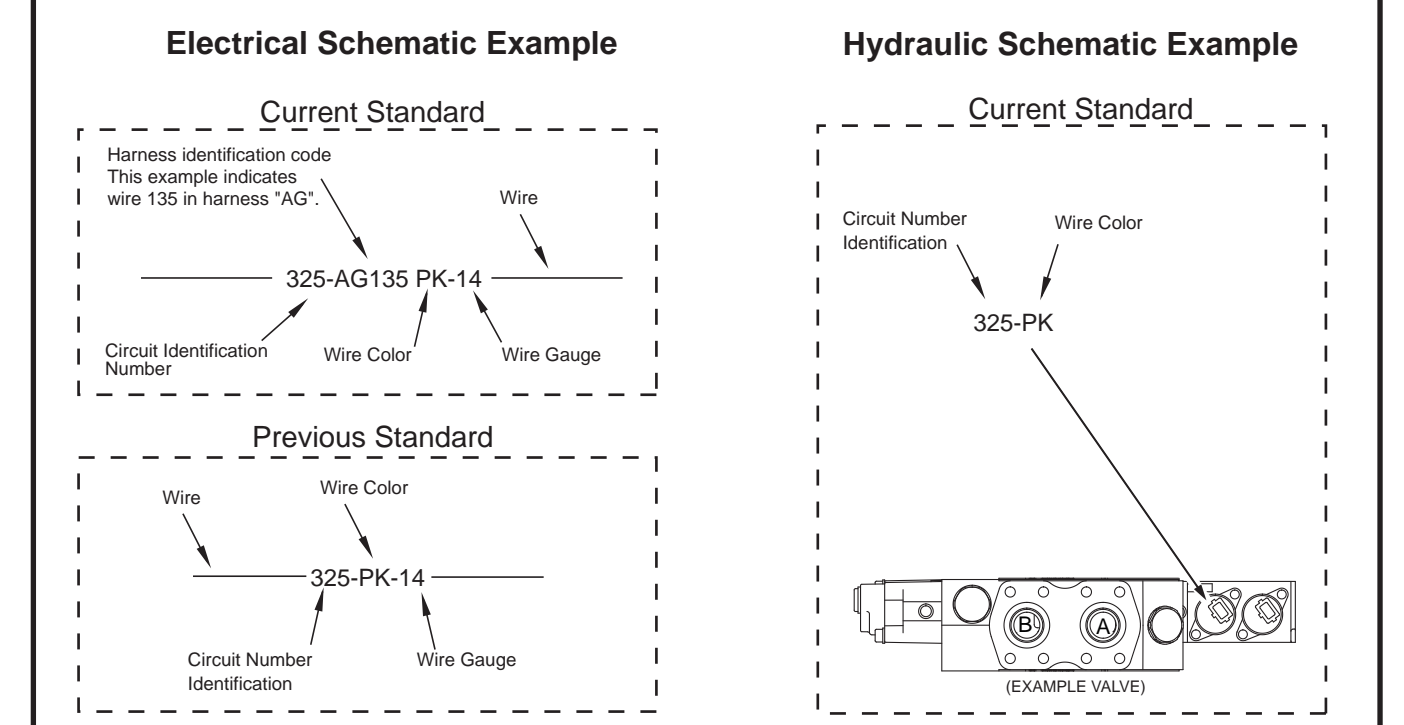 Electrical Schematic Example
Current Standard
Harness identification code
This example indicates
wire 135 in harness "AG".
Wire
325-AG135 PK-14
Circuit Identification
Number
Wire Color
Wire Gauge
Previous Standard
Wire
Wire Color
325-PK-14
Circuit Number
Identification
Wire Gauge
Hydraulic Schematic Example
Current Standard
Circuit Number
Identification
Wire Color
325-PK
B
A
(EXAMPLE VALVE)